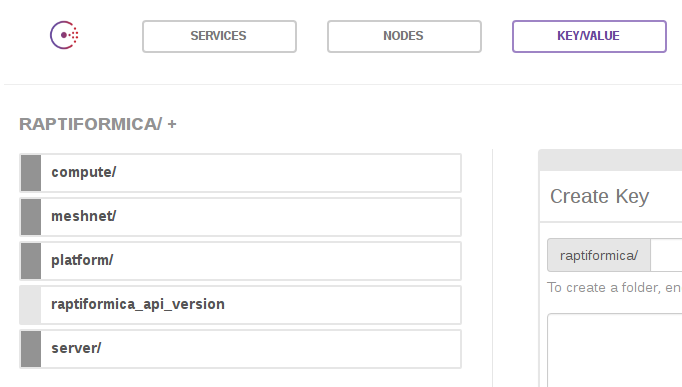 SERVICES
NODES
KEY/VALUE
RAPTIFORMICA/ +
compute/
meshnet/
platform/
raptiformica_api_version
server/
Create Key
raptiformica/
To create a folder, en